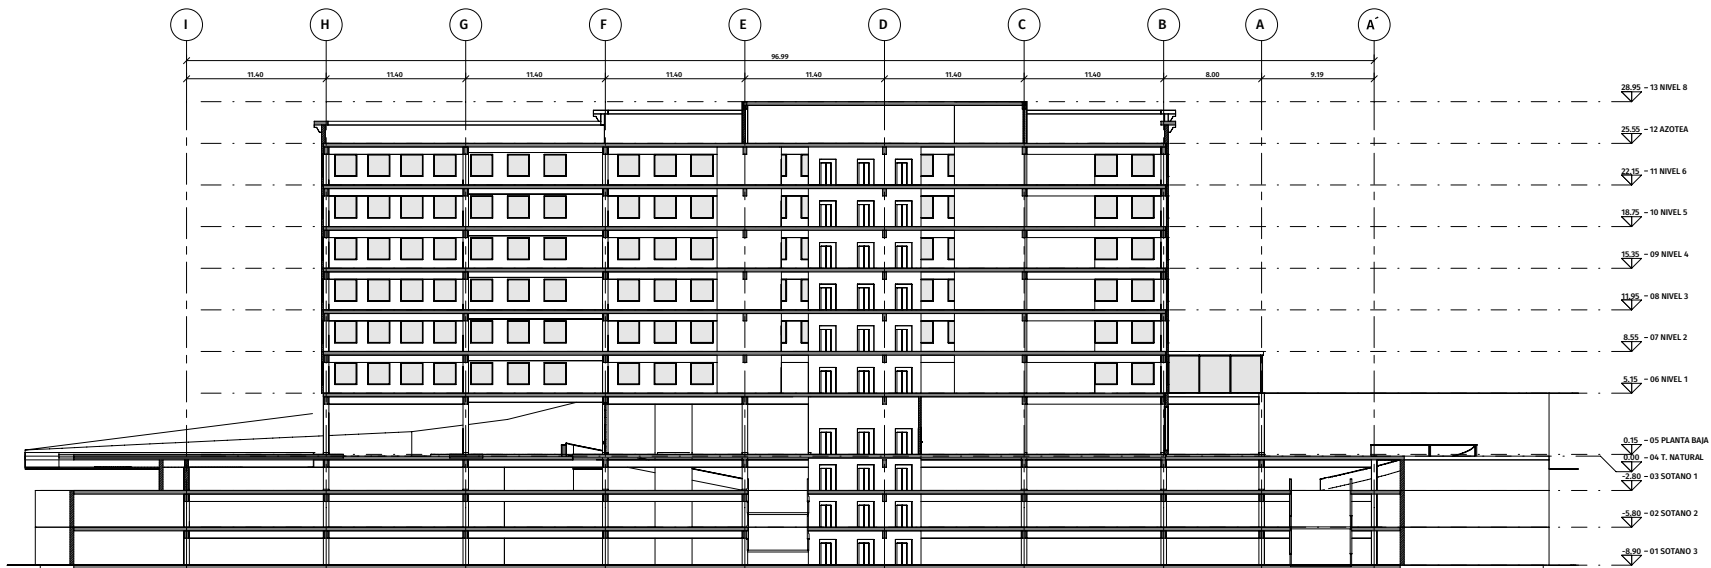 I H G F E D C B A A´
96.99
11.40 11.40 11.40 11.40 11.40 11.40 11.40 8.00 9.19
28.95 – 13 NIVEL 8
25.55 – 12 AZOTEA
22.15 – 11 NIVEL 6
18.75 – 10 NIVEL 5
15.35 – 09 NIVEL 4
11.95 – 08 NIVEL 3
8.55 – 07 NIVEL 2
5.15 – 06 NIVEL 1
0.15 – 05 PLANTA BAJA
0.00 – 04 T. NATURAL
-2.80 – 03 SOTANO 1
-5.80 – 02 SOTANO 2
-8.90 – 01 SOTANO 3